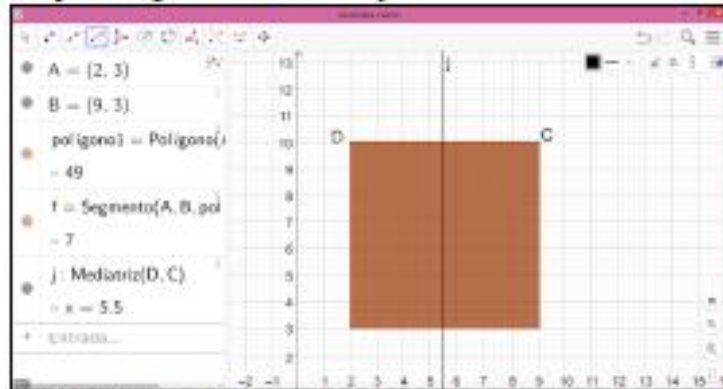 A = (2, 3)
B = (9, 3)
poligono1 = Polígono(
→ 49
f = Segmento(A, B, pol
→ 7
j : Mediatriz(D, C)
→ x = 5.5
Entrada...
j
D
C
13
12
11
10
9
8
7
6
5
4
3
2
-2 -1 1 2 3 4 5 6 7 8 9 10 11 12 13 14 15